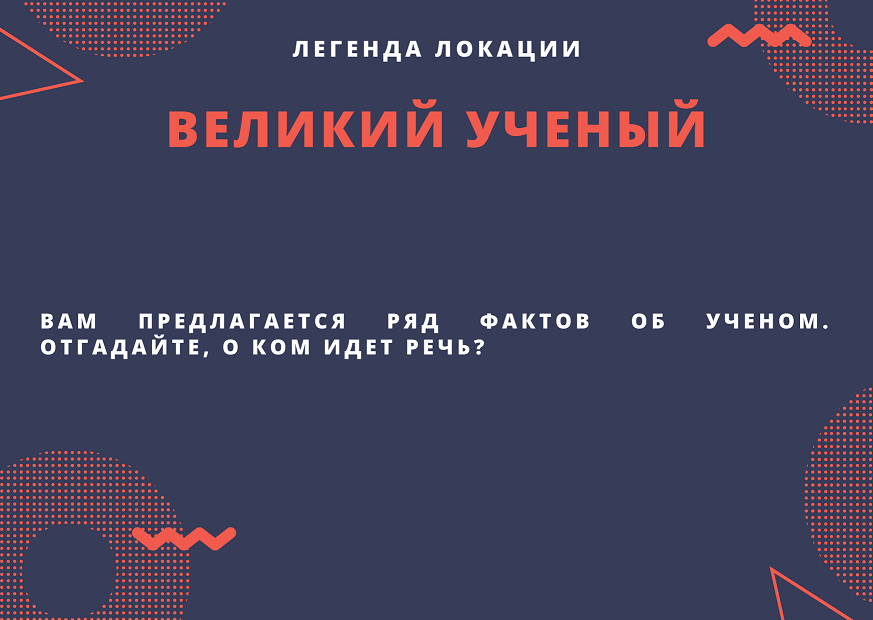 ЛЕГЕНДА ЛОКАЦИИ
ВЕЛИКИЙ УЧЕНЫЙ
ВАМ ПРЕДЛАГАЕТСЯ РЯД ФАКТОВ ОБ УЧЕНОМ.
ОТГАДАЙТЕ, О КОМ ИДЕТ РЕЧЬ?